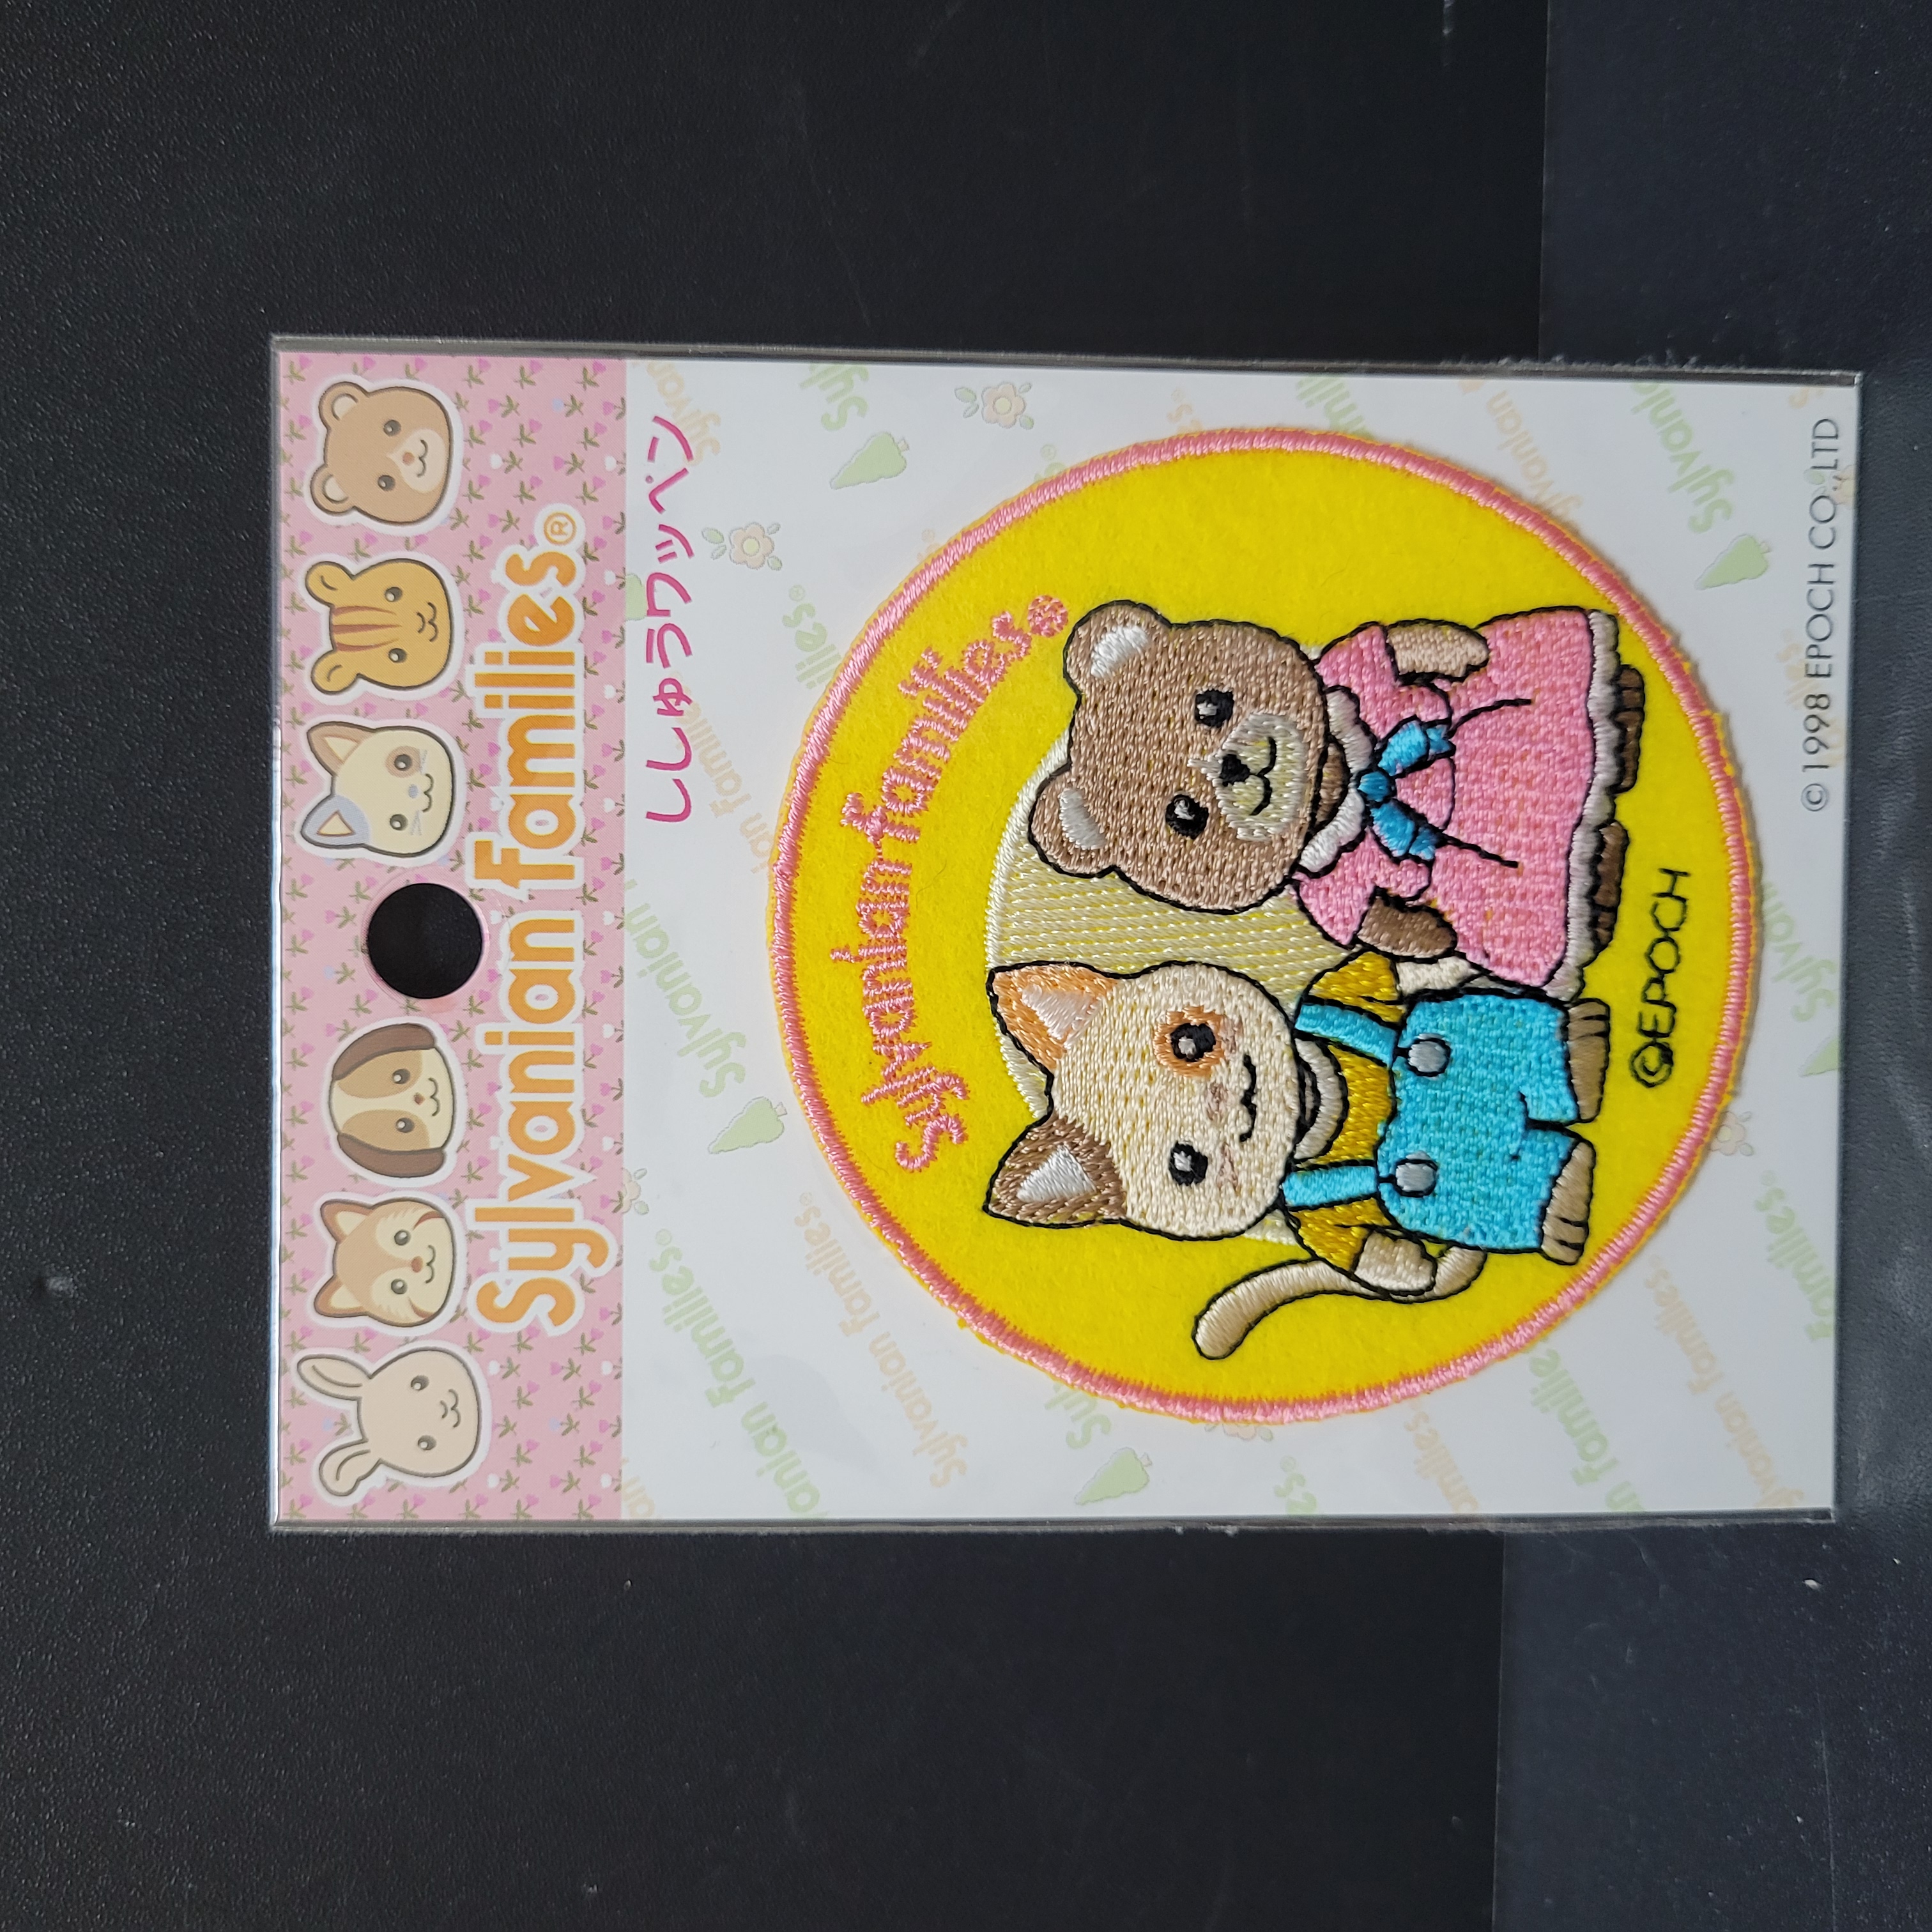 Sylvanian families®
ししゅうワッペン
Sylvanian families®
©EPOCH
©1998 EPOCH CO.,LTD